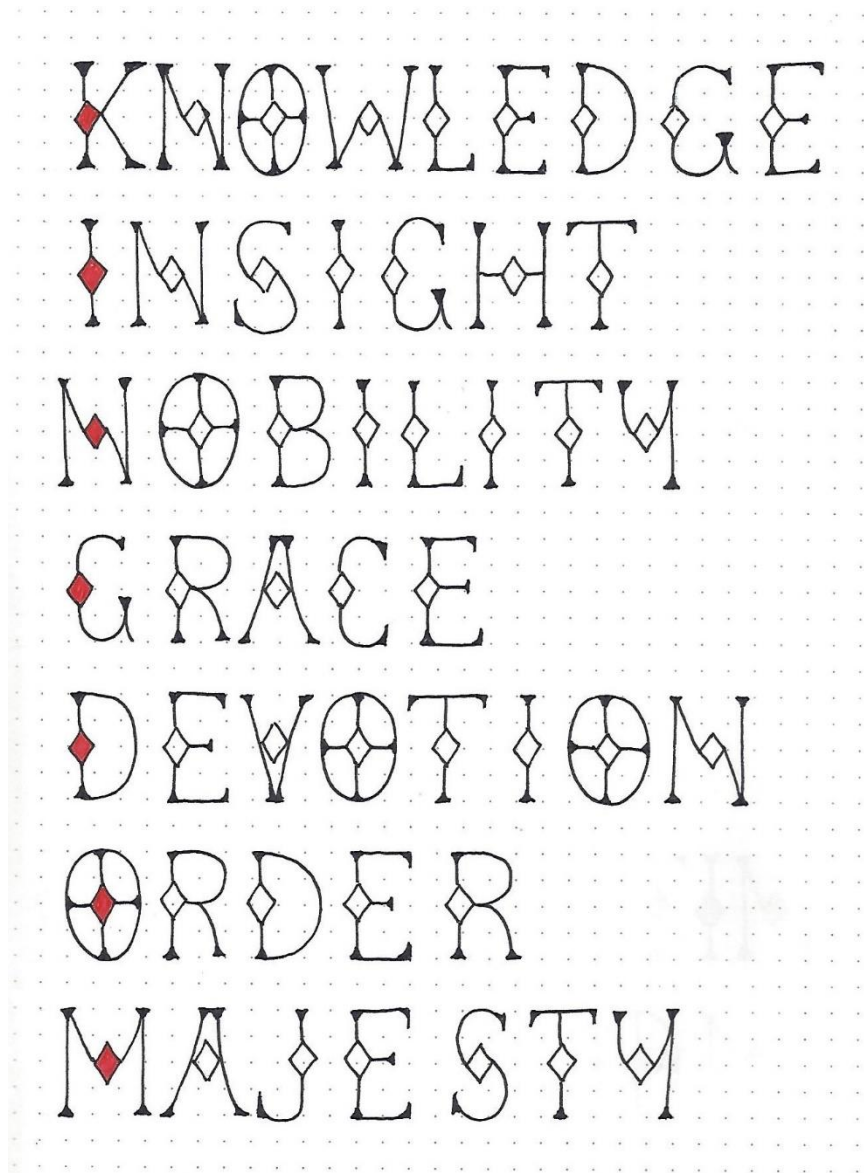 KNOWLEDGE
INSIGHT
NOBILITY
GRACE
DEVOTION
ORDER
MAJESTY